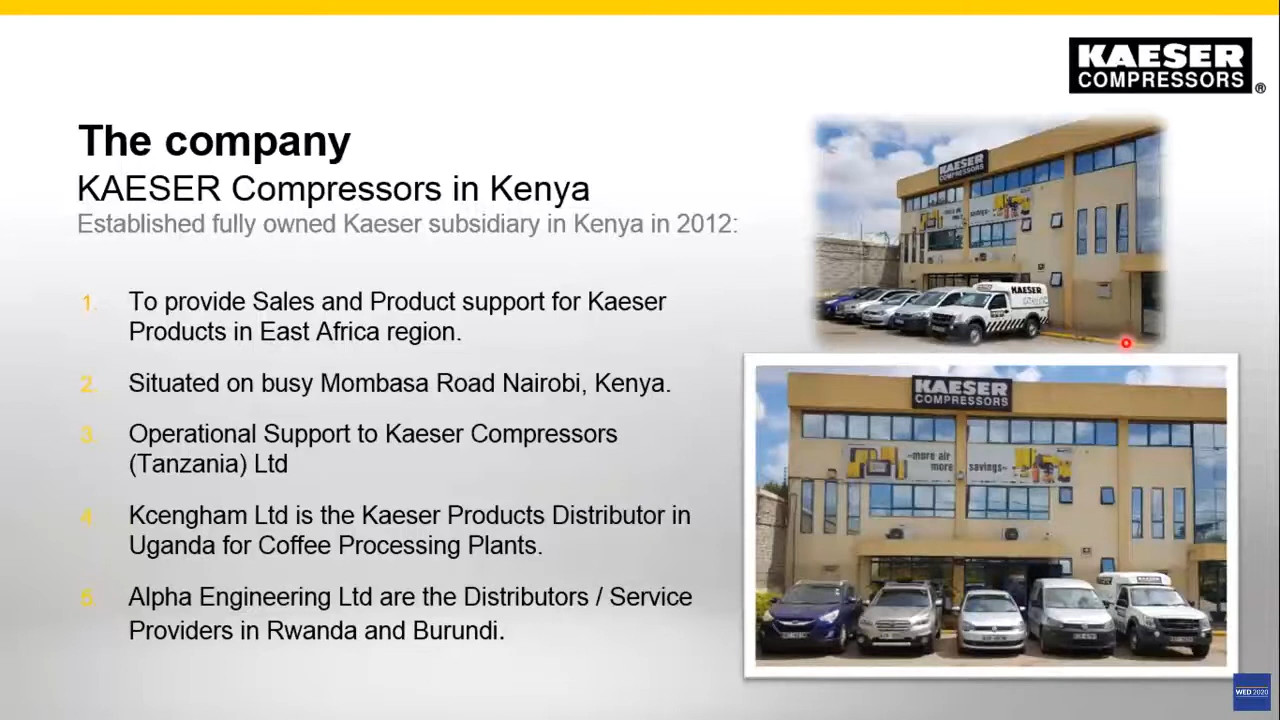 KAESER
COMPRESSORS®
The company
KAESER Compressors in Kenya
Established fully owned Kaeser subsidiary in Kenya in 2012:
1. To provide Sales and Product support for Kaeser
Products in East Africa region.
2. Situated on busy Mombasa Road Nairobi, Kenya.
3. Operational Support to Kaeser Compressors
(Tanzania) Ltd
4. Kcengham Ltd is the Kaeser Products Distributor in
Uganda for Coffee Processing Plants.
5. Alpha Engineering Ltd are the Distributors / Service
Providers in Rwanda and Burundi.
KAESER
COMPRESSORS
savings
KAESER
KAESER
COMPRESSORS
more air
more savings
WED 2020